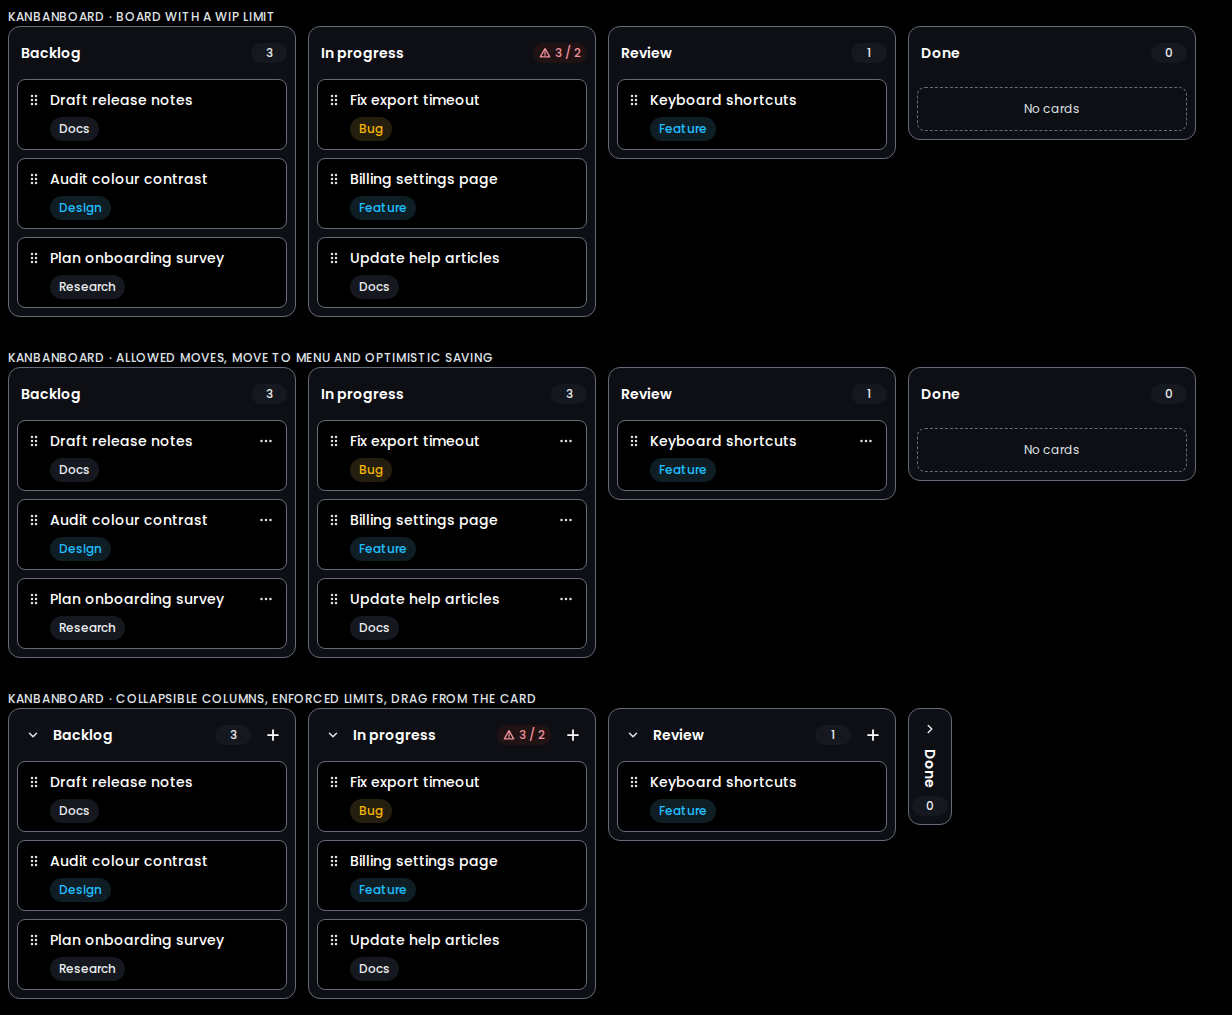 KANBANBOARD · BOARD WITH A WIP LIMIT
Backlog 3
Draft release notes
Docs
Audit colour contrast
Design
Plan onboarding survey
Research
In progress 3 / 2
Fix export timeout
Bug
Billing settings page
Feature
Update help articles
Docs
Review 1
Keyboard shortcuts
Feature
Done 0
No cards
KANBANBOARD · ALLOWED MOVES, MOVE TO MENU AND OPTIMISTIC SAVING
Backlog 3
Draft release notes
Docs
Audit colour contrast
Design
Plan onboarding survey
Research
In progress 3
Fix export timeout
Bug
Billing settings page
Feature
Update help articles
Docs
Review 1
Keyboard shortcuts
Feature
Done 0
No cards
KANBANBOARD · COLLAPSIBLE COLUMNS, ENFORCED LIMITS, DRAG FROM THE CARD
Backlog 3
Draft release notes
Docs
Audit colour contrast
Design
Plan onboarding survey
Research
In progress 3 / 2
Fix export timeout
Bug
Billing settings page
Feature
Update help articles
Docs
Review 1
Keyboard shortcuts
Feature
Done
0